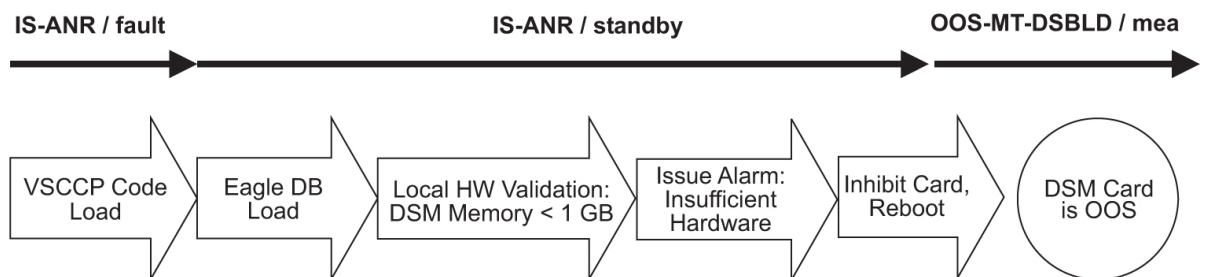 IS-ANR / fault
IS-ANR / standby
OOS-MT-DSBLD / mea
VSCCP Code
Load
Eagle DB
Load
Local HW Validation:
DSM Memory < 1 GB
Issue Alarm:
Insufficient
Hardware
Inhibit Card,
Reboot
DSM Card
is OOS